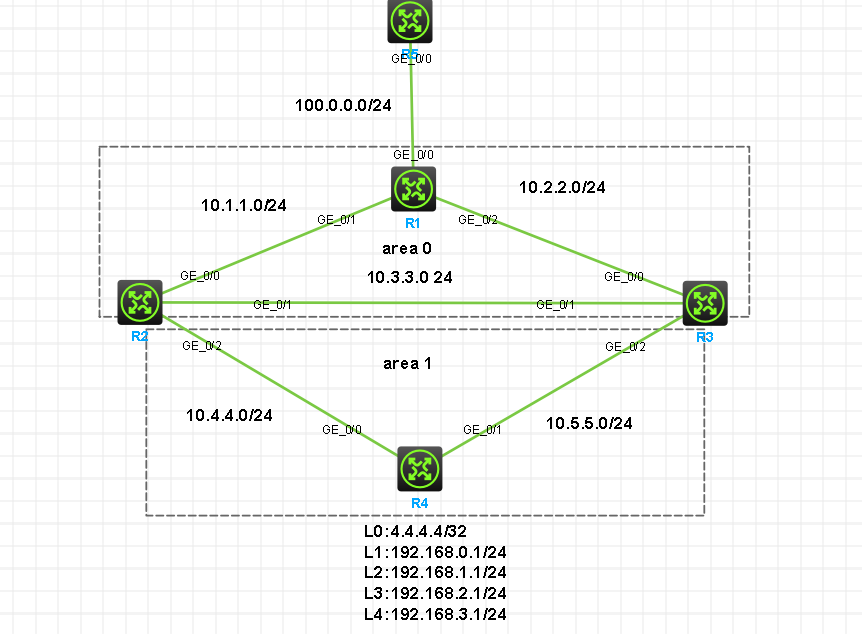 R5
GE_0/0
100.0.0.0/24
GE_0/0
R1
10.1.1.0/24
10.2.2.0/24
GE_0/1
GE_0/2
area 0
10.3.3.0 24
GE_0/0
GE_0/0
GE_0/1
GE_0/1
R2
R3
GE_0/2
GE_0/2
area 1
10.4.4.0/24
10.5.5.0/24
GE_0/0
GE_0/1
R4
L0:4.4.4.4/32
L1:192.168.0.1/24
L2:192.168.1.1/24
L3:192.168.2.1/24
L4:192.168.3.1/24